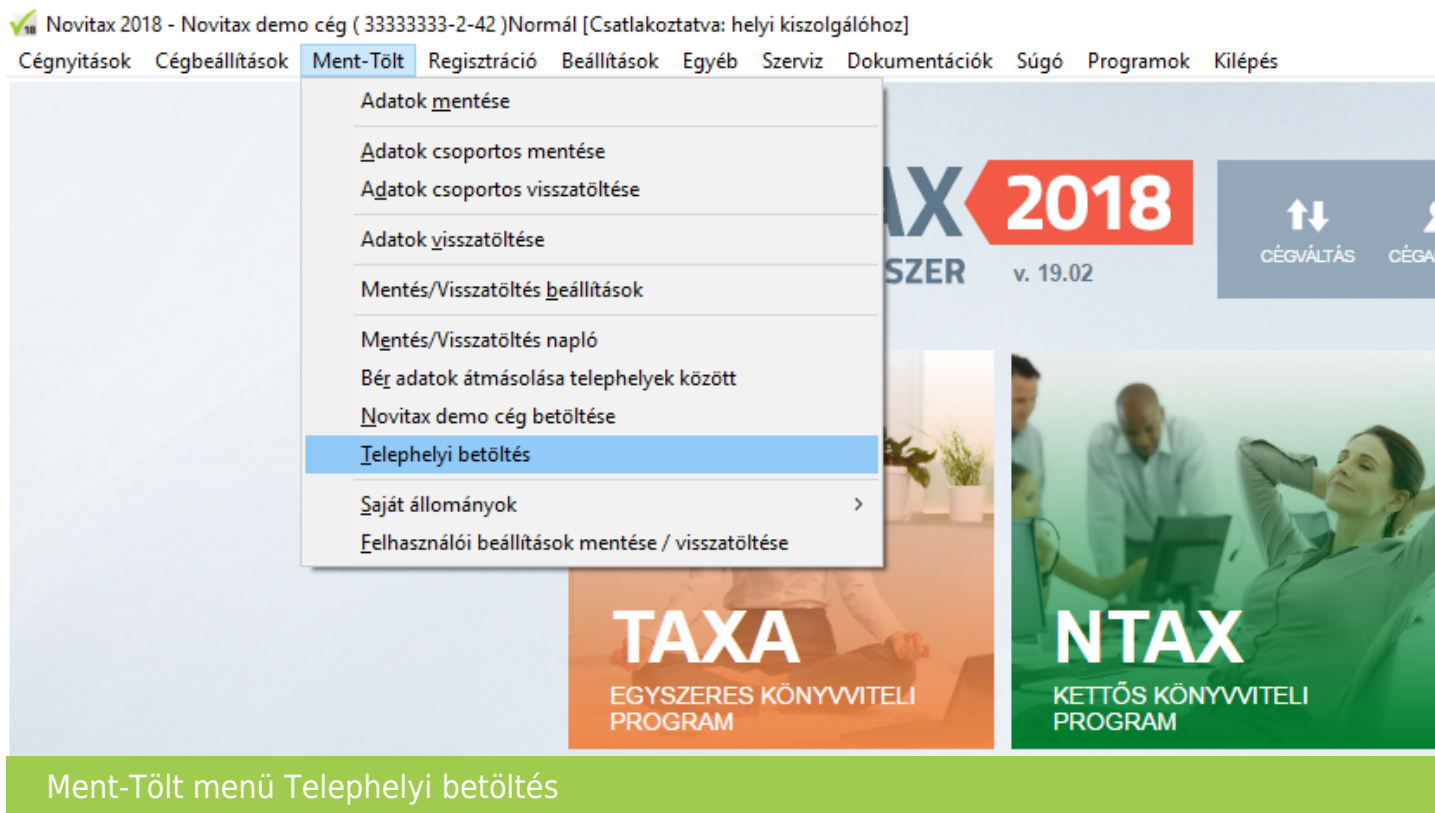 Novitax 2018 - Novitax demo cég ( 33333333-2-42 )Normál [Csatlakoztatva: helyi kiszolgálóhoz]
Cégnyitások Cégbeállítások Ment-Tölt Regisztráció Beállítások Egyéb Szerviz Dokumentációk Súgó Programok Kilépés
Adatok mentése
Adatok csoportos mentése
Adatok csoportos visszatöltése
Adatok visszatöltése
Mentés/Visszatöltés beállítások
Mentés/Visszatöltés napló
Bér adatok átmásolása telephelyek között
Novitax demo cég betöltése
Telephelyi betöltés
Saját állományok
Felhasználói beállítások mentése / visszatöltése
AX 2018
SZER v. 19.02
CÉGVÁLTÁS
TAXA
EGYSZERES KÖNYVVITELI
PROGRAM
NTAX
KETTŐS KÖNYVVITELI
PROGRAM
Ment-Tölt menü Telephelyi betöltés